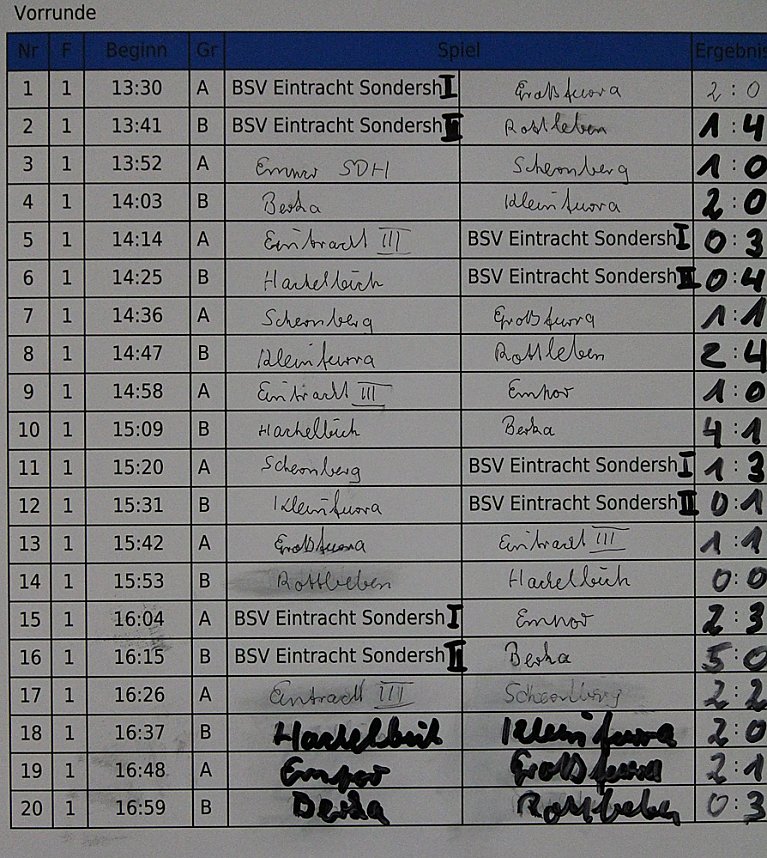 Vorrunde
Nr F Beginn Gr Spiel Ergebnis
1 1 13:30 A BSV Eintracht Sondersh I Großfurra 2:0
2 1 13:41 B BSV Eintracht Sondersh II Rottleben 1:4
3 1 13:52 A Empor SDH Schernberg 1:0
4 1 14:03 B Berka Kleinfurra 2:0
5 1 14:14 A Eintracht III BSV Eintracht Sondersh I 0:3
6 1 14:25 B Hachelbich BSV Eintracht Sondersh II 0:4
7 1 14:36 A Schernberg Großfurra 1:1
8 1 14:47 B Kleinfurra Rottleben 2:4
9 1 14:58 A Eintracht III Empor 1:0
10 1 15:09 B Hachelbich Berka 4:1
11 1 15:20 A Schernberg BSV Eintracht Sondersh I 1:3
12 1 15:31 B Kleinfurra BSV Eintracht Sondersh II 0:1
13 1 15:42 A Großfurra Eintracht III 1:1
14 1 15:53 B Rottleben Hachelbich 0:0
15 1 16:04 A BSV Eintracht Sondersh I Empor 2:3
16 1 16:15 B BSV Eintracht Sondersh II Berka 5:0
17 1 16:26 A Eintracht III Schernberg 2:2
18 1 16:37 B Hachelbich Kleinfurra 2:0
19 1 16:48 A Empor Großfurra 2:1
20 1 16:59 B Berka Rottleben 0:3